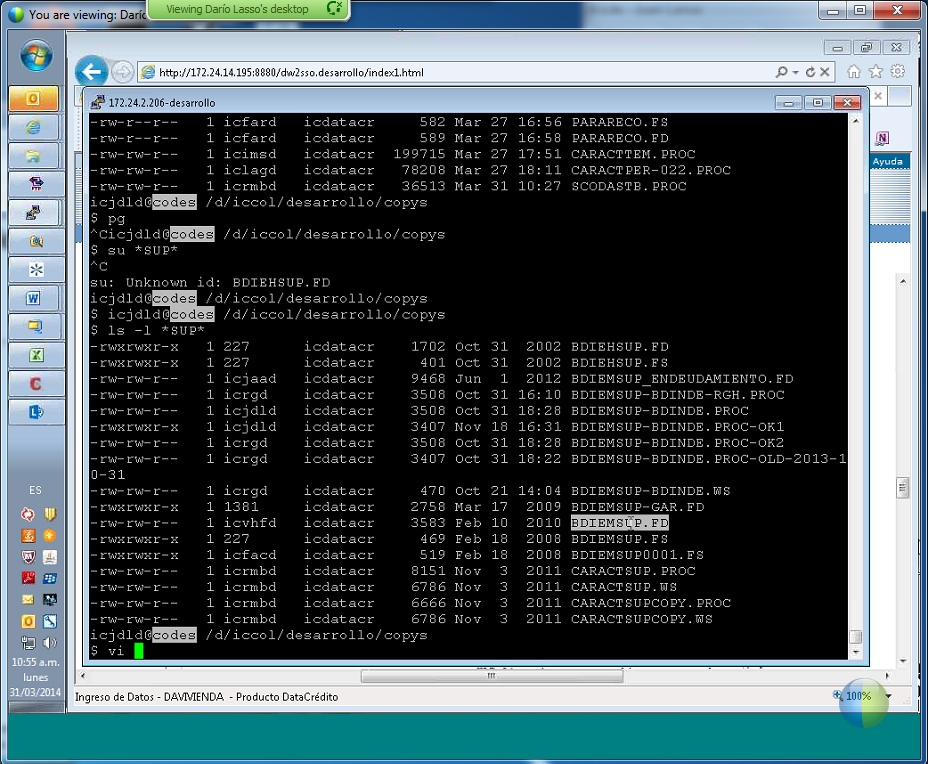 You are viewing: Darío
Viewing Darío Lasso's desktop
http://172.24.14.195:8880/dw2sso.desarrollo/index1.html
172.24.2.206-desarrollo
Ayuda
-rw-r--r-- 1 icfard icdatacr 582 Mar 27 16:56 PARARECO.FS
-rw-r--r-- 1 icfard icdatacr 589 Mar 27 16:58 PARARECO.FD
-rw-rw-r-- 1 icimsd icdatacr 199715 Mar 27 17:51 CARACTTEM.PROC
-rw-rw-r-- 1 iclagd icdatacr 78208 Mar 27 18:11 CARACTPER-022.PROC
-rw-rw-r-- 1 icrmbd icdatacr 36513 Mar 31 10:27 SCODASTB.PROC
icjdld@codes /d/iccol/desarrollo/copys
$ pg
^Cicjdld@codes /d/iccol/desarrollo/copys
$ su *SUP*
^C
su: Unknown id: BDIEHSUP.FD
icjdld@codes /d/iccol/desarrollo/copys
$ icjdld@codes /d/iccol/desarrollo/copys
$ ls -l *SUP*
-rwxrwxr-x 1 227 icdatacr 1702 Oct 31 2002 BDIEHSUP.FD
-rwxrwxr-x 1 227 icdatacr 401 Oct 31 2002 BDIEHSUP.FS
-rw-rw-r-- 1 icjaad icdatacr 9468 Jun 1 2012 BDIEMSUP_ENDEUDAMIENTO.FD
-rw-rw-r-- 1 icrgd icdatacr 3508 Oct 31 16:10 BDIEMSUP-BDINDE-RGH.PROC
-rw-rw-r-- 1 icjdld icdatacr 3508 Oct 31 18:28 BDIEMSUP-BDINDE.PROC
-rwxrwxr-x 1 icjdld icdatacr 3407 Nov 18 16:31 BDIEMSUP-BDINDE.PROC-OK1
-rw-rw-r-- 1 icrgd icdatacr 3508 Oct 31 18:28 BDIEMSUP-BDINDE.PROC-OK2
-rw-rw-r-- 1 icrgd icdatacr 3407 Oct 31 18:22 BDIEMSUP-BDINDE.PROC-OLD-2013-1
0-31
-rw-rw-r-- 1 icrgd icdatacr 470 Oct 21 14:04 BDIEMSUP-BDINDE.WS
-rwxrwxr-x 1 1381 icdatacr 2758 Mar 17 2009 BDIEMSUP-GAR.FD
-rw-rw-r-- 1 icvhfd icdatacr 3583 Feb 10 2010 BDIEMSUP.FD
-rwxrwxr-x 1 227 icdatacr 469 Feb 18 2008 BDIEMSUP.FS
-rwxrwxr-x 1 icfacd icdatacr 519 Feb 18 2008 BDIEMSUP0001.FS
-rw-rw-r-- 1 icrmbd icdatacr 8151 Nov 3 2011 CARACTSUP.PROC
-rw-rw-r-- 1 icrmbd icdatacr 6786 Nov 3 2011 CARACTSUP.WS
-rw-rw-r-- 1 icrmbd icdatacr 6666 Nov 3 2011 CARACTSUPCOPY.PROC
-rw-rw-r-- 1 icrmbd icdatacr 6786 Nov 3 2011 CARACTSUPCOPY.WS
icjdld@codes /d/iccol/desarrollo/copys
$ vi
ES
10:55 a.m.
lunes
31/03/2014
Ingreso de Datos - DAVIVIENDA - Producto DataCrédito
100%